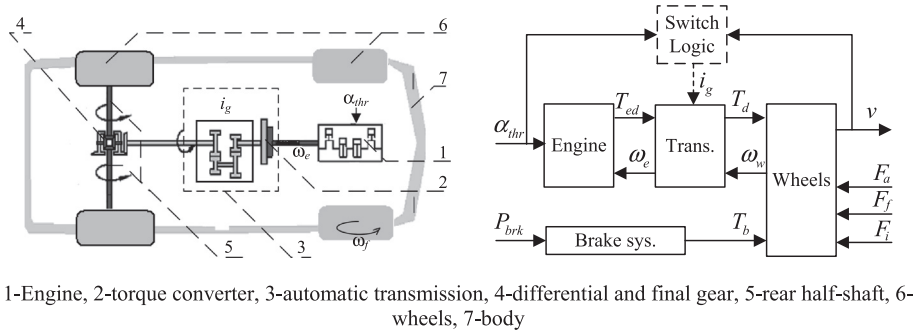 4
6
7
i_g
α_thr
ω_e
1
2
ω_f
5
3
Switch
Logic
i_g
v
α_thr
Engine
T_ed
ω_e
Trans.
T_d
ω_w
Wheels
F_a
F_f
F_i
P_brk
Brake sys.
T_b
1-Engine, 2-torque converter, 3-automatic transmission, 4-differential and final gear, 5-rear half-shaft, 6-
wheels, 7-body